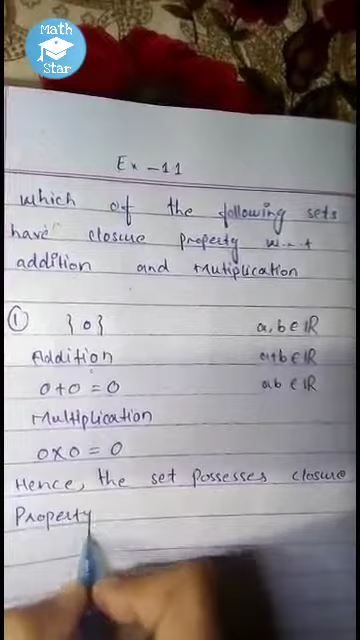 Math
Star
Ex -11
which of the following sets
have closure property w.r.t
addition and Mutiplication
① {0} a, b ∈ ℝ
Addition a+b ∈ ℝ
0+0 = 0 ab ∈ ℝ
Multiplication
0×0 = 0
Hence, the set possesses closure
Property